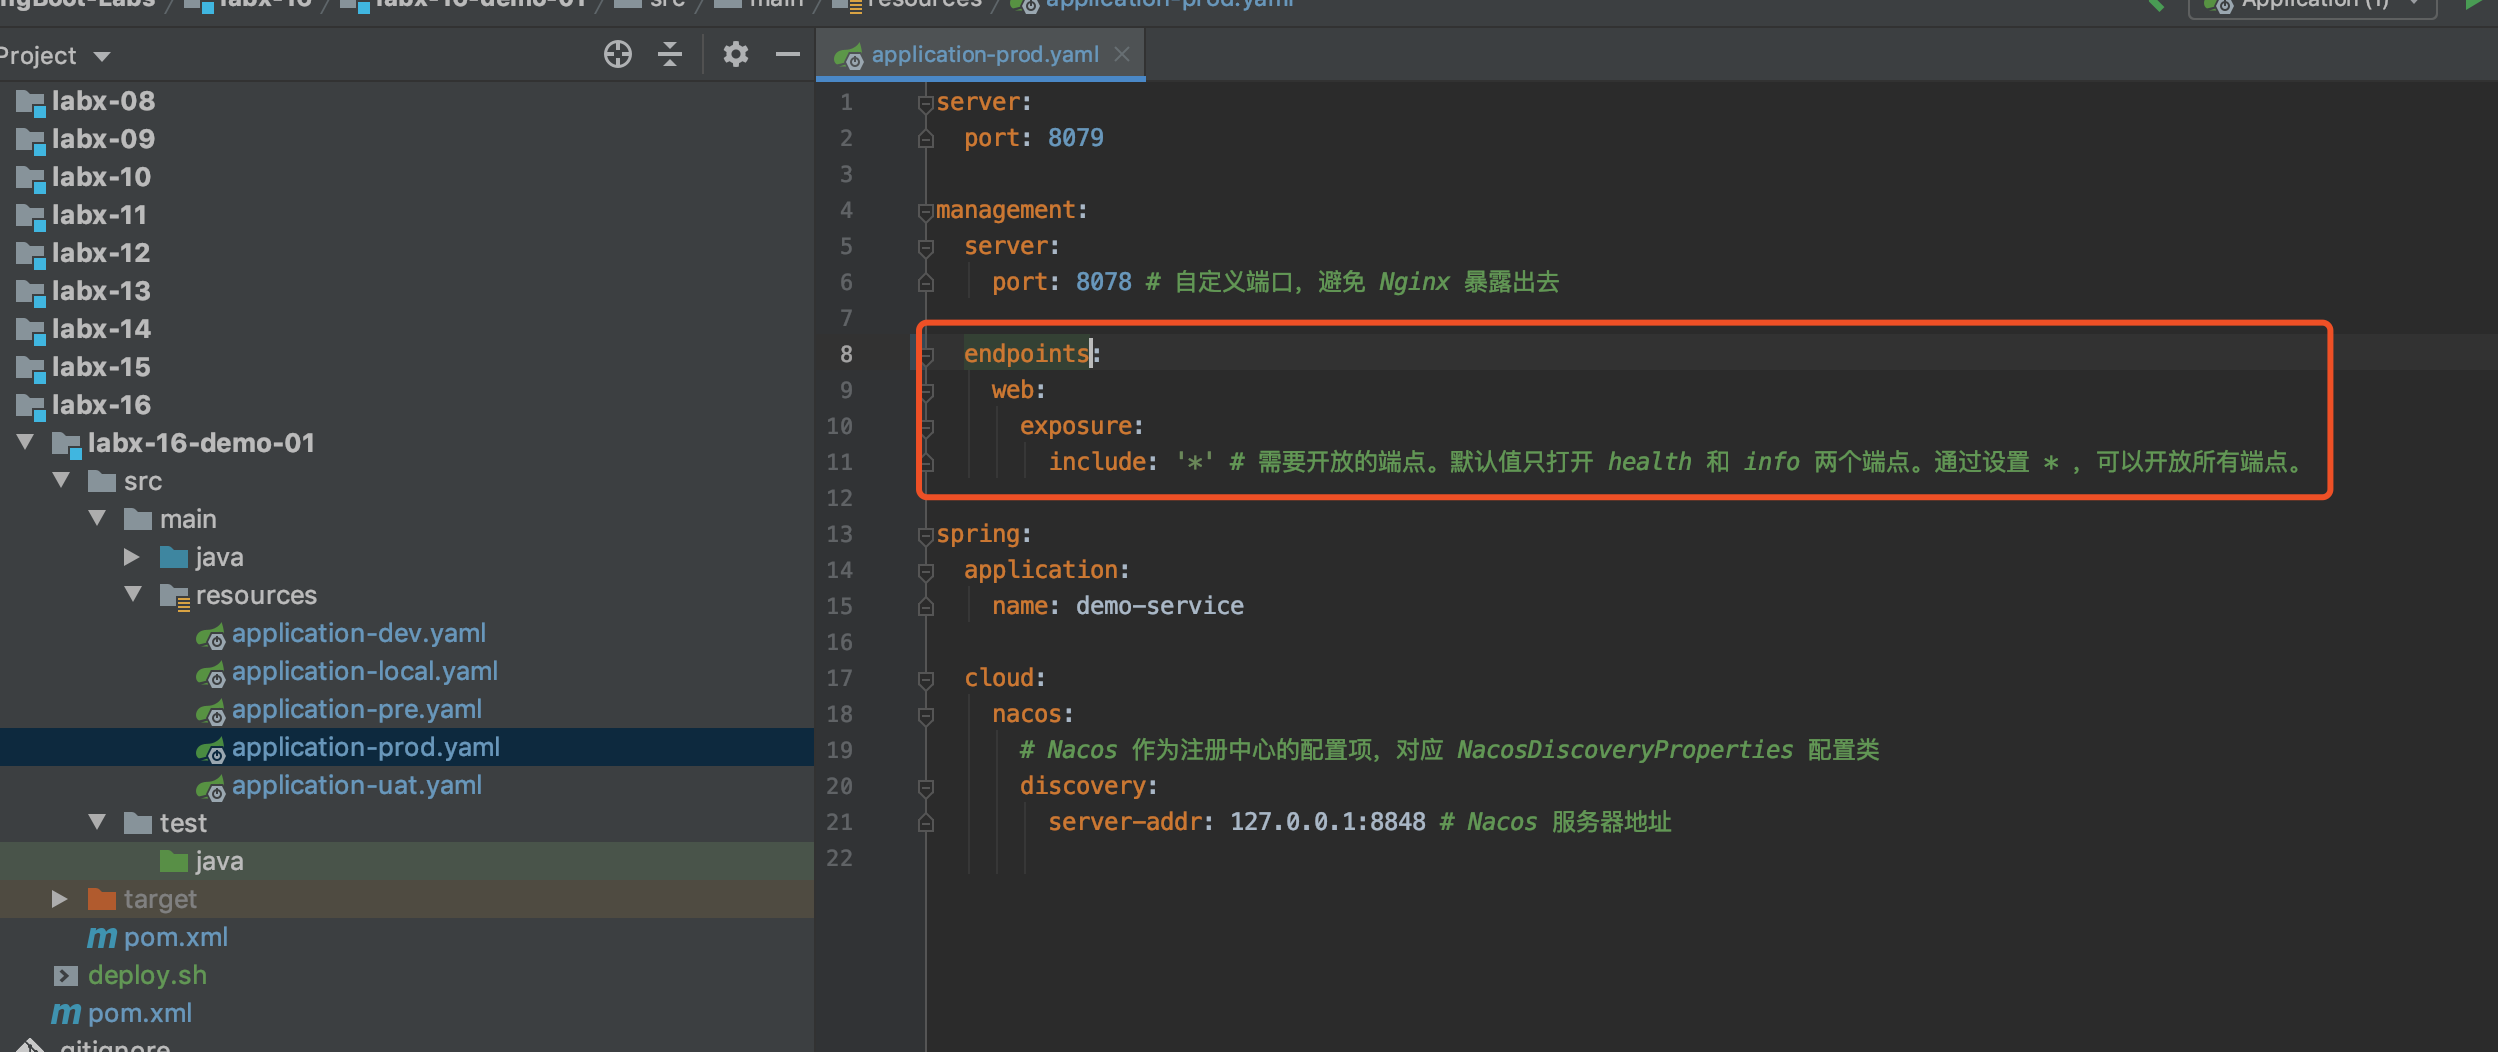 ngBoot-Labs / labx-16 / labx-16-demo-01 / src / main / resources / application-prod.yaml
Application (1)
Project
application-prod.yaml
labx-08
labx-09
labx-10
labx-11
labx-12
labx-13
labx-14
labx-15
labx-16
labx-16-demo-01
src
main
java
resources
application-dev.yaml
application-local.yaml
application-pre.yaml
application-prod.yaml
application-uat.yaml
test
java
target
pom.xml
deploy.sh
pom.xml
.gitignore
1 server:
2 port: 8079
3
4 management:
5 server:
6 port: 8078 # 自定义端口，避免 Nginx 暴露出去
7
8 endpoints:
9 web:
10 exposure:
11 include: '*' # 需要开放的端点。默认值只打开 health 和 info 两个端点。通过设置 * ，可以开放所有端点。
12
13 spring:
14 application:
15 name: demo-service
16
17 cloud:
18 nacos:
19 # Nacos 作为注册中心的配置项，对应 NacosDiscoveryProperties 配置类
20 discovery:
21 server-addr: 127.0.0.1:8848 # Nacos 服务器地址
22